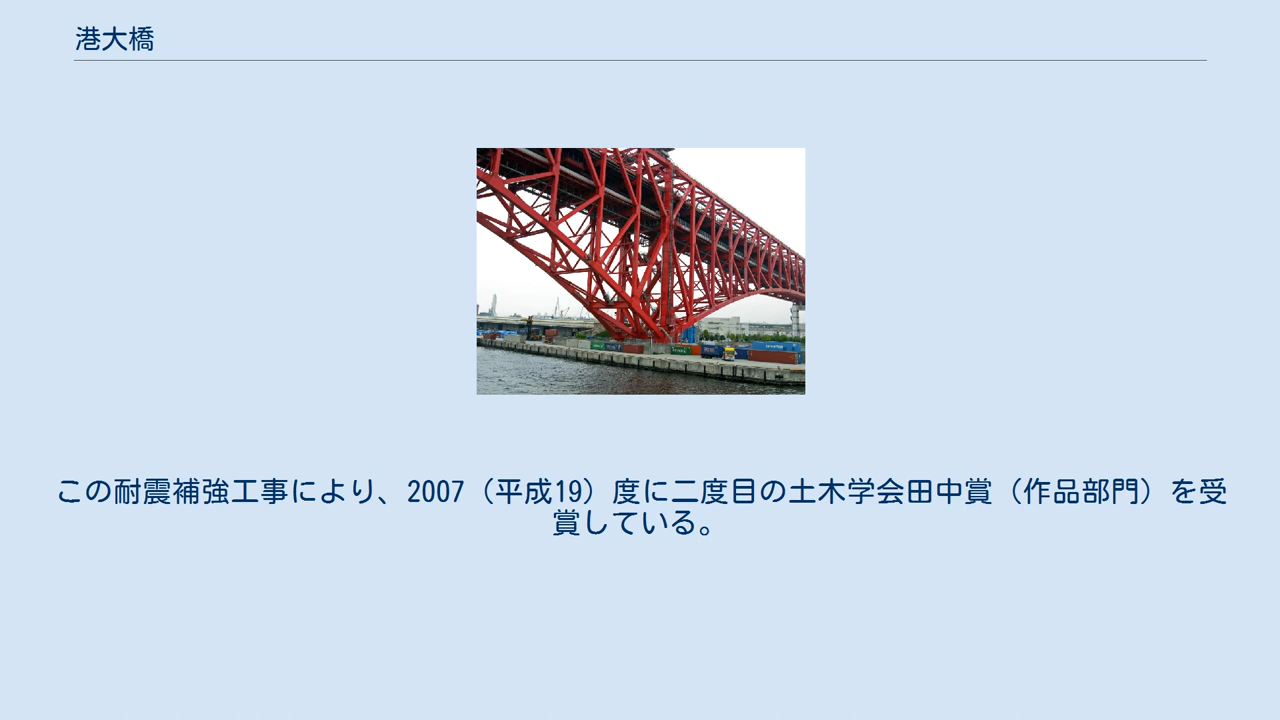 港大橋
この耐震補強工事により、2007（平成19）度に二度目の土木学会田中賞（作品部門）を受
賞している。